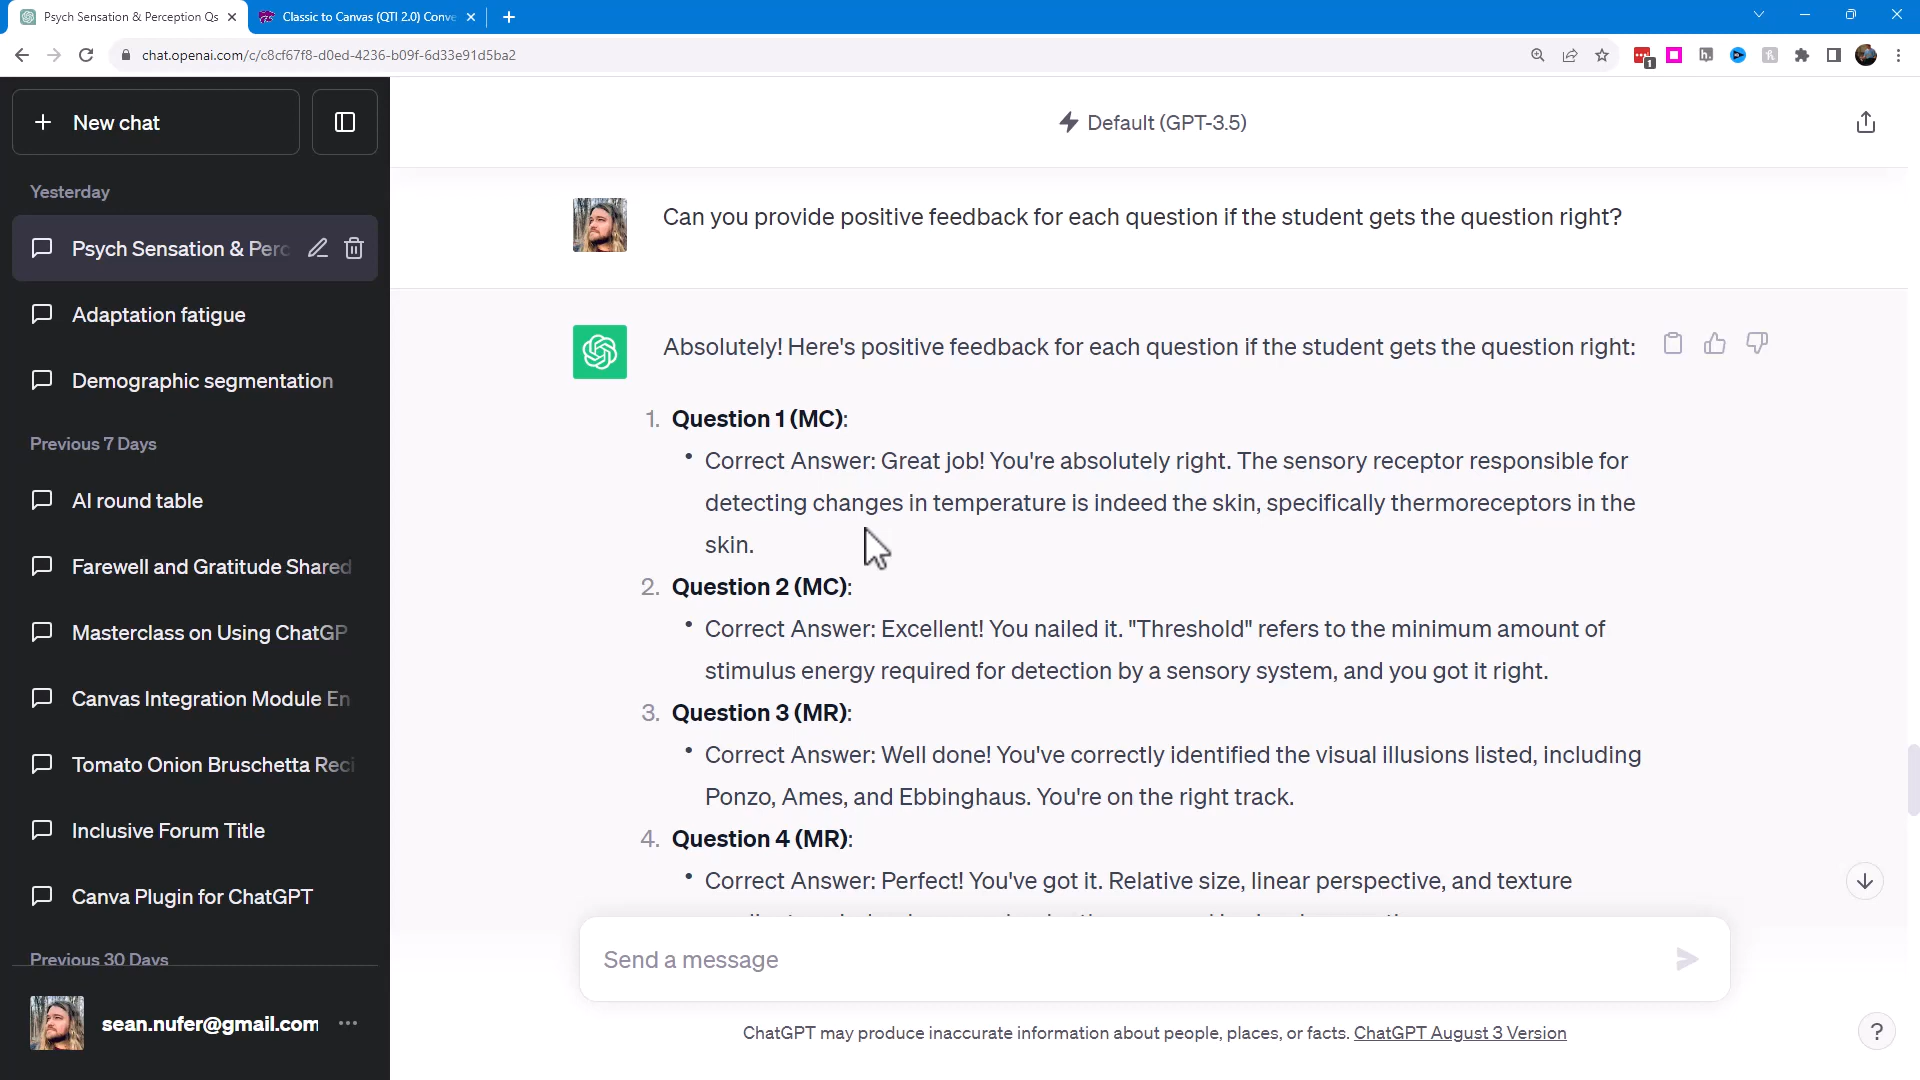 Psych Sensation & Perception Qs
Classic to Canvas (QTI 2.0) Conve
chat.openai.com/c/c8cf67f8-d0ed-4236-b09f-6d33e91d5ba2
1
New chat
Default (GPT-3.5)
Yesterday
Psych Sensation & Perc
Adaptation fatigue
Demographic segmentation
Previous 7 Days
AI round table
Farewell and Gratitude Shared
Masterclass on Using ChatGP
Canvas Integration Module En
Tomato Onion Bruschetta Reci
Inclusive Forum Title
Canva Plugin for ChatGPT
Previous 30 Days
sean.nufer@gmail.com
Can you provide positive feedback for each question if the student gets the question right?
Absolutely! Here's positive feedback for each question if the student gets the question right:
1. Question 1 (MC):
• Correct Answer: Great job! You're absolutely right. The sensory receptor responsible for
detecting changes in temperature is indeed the skin, specifically thermoreceptors in the
skin.
2. Question 2 (MC):
• Correct Answer: Excellent! You nailed it. "Threshold" refers to the minimum amount of
stimulus energy required for detection by a sensory system, and you got it right.
3. Question 3 (MR):
• Correct Answer: Well done! You've correctly identified the visual illusions listed, including
Ponzo, Ames, and Ebbinghaus. You're on the right track.
4. Question 4 (MR):
• Correct Answer: Perfect! You've got it. Relative size, linear perspective, and texture
Send a message
ChatGPT may produce inaccurate information about people, places, or facts. ChatGPT August 3 Version
?